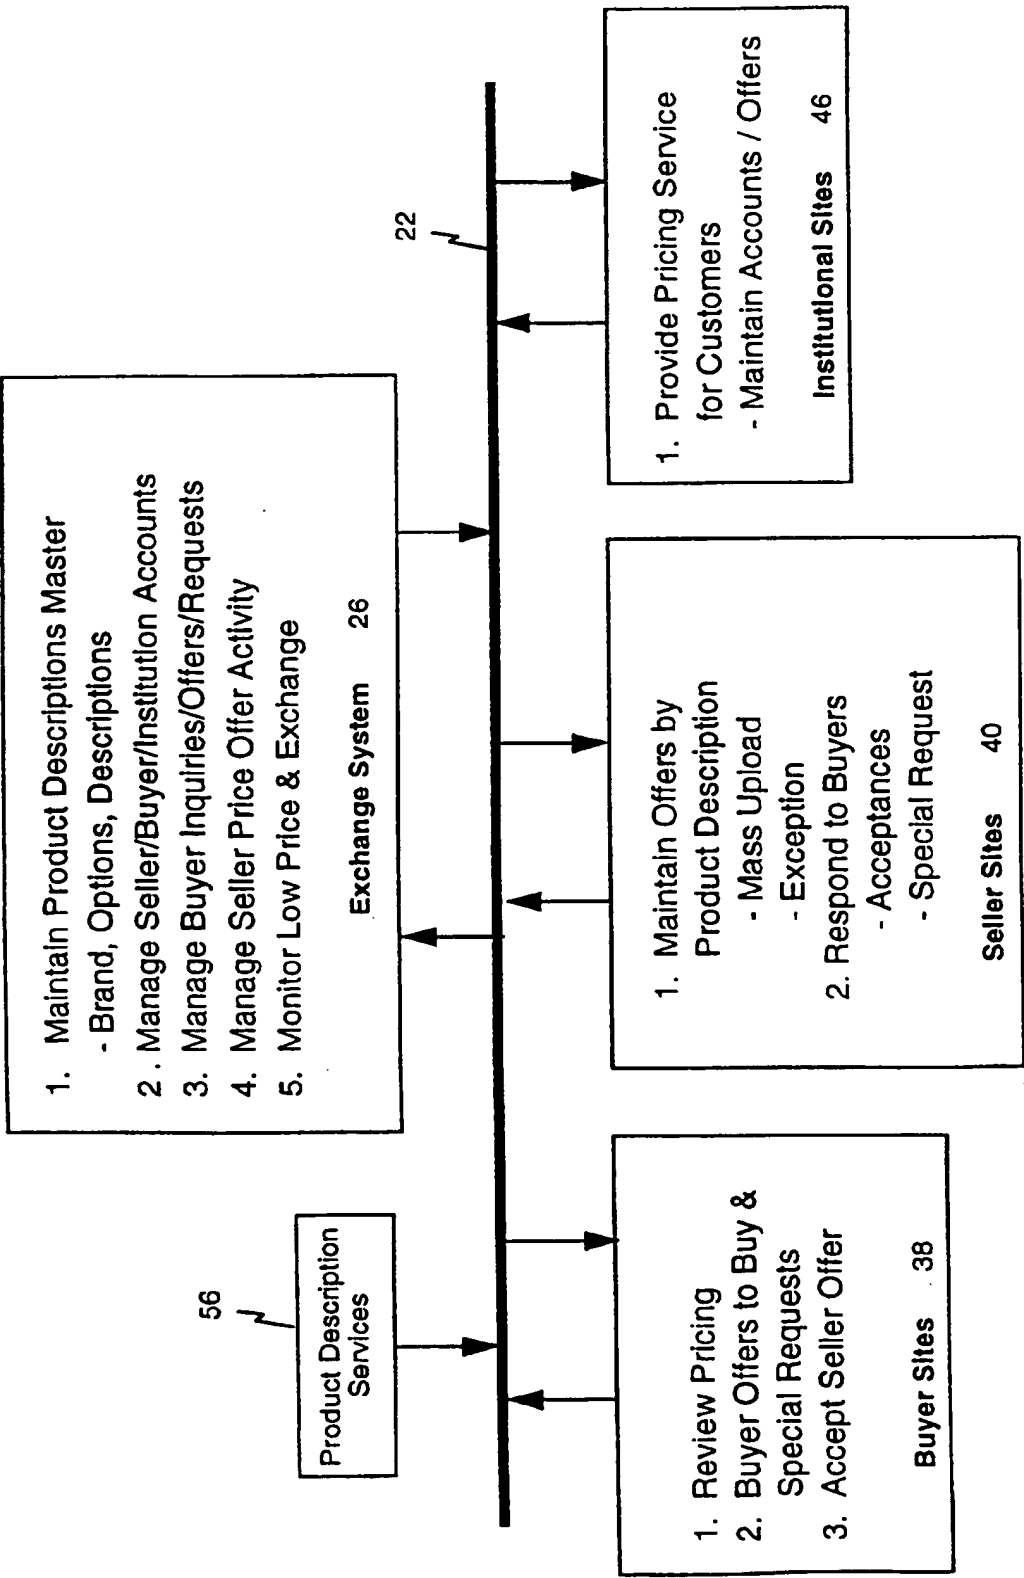 56
Product Description
Services
1. Maintain Product Descriptions Master
- Brand, Options, Descriptions
2. Manage Seller/Buyer/Institution Accounts
3. Manage Buyer Inquiries/Offers/Requests
4. Manage Seller Price Offer Activity
5. Monitor Low Price & Exchange
Exchange System 26
22
1. Review Pricing
2. Buyer Offers to Buy &
Special Requests
3. Accept Seller Offer
Buyer Sites 38
1. Maintain Offers by
Product Description
- Mass Upload
- Exception
2. Respond to Buyers
- Acceptances
- Special Request
Seller Sites 40
1. Provide Pricing Service
for Customers
- Maintain Accounts / Offers
Institutional Sites 46